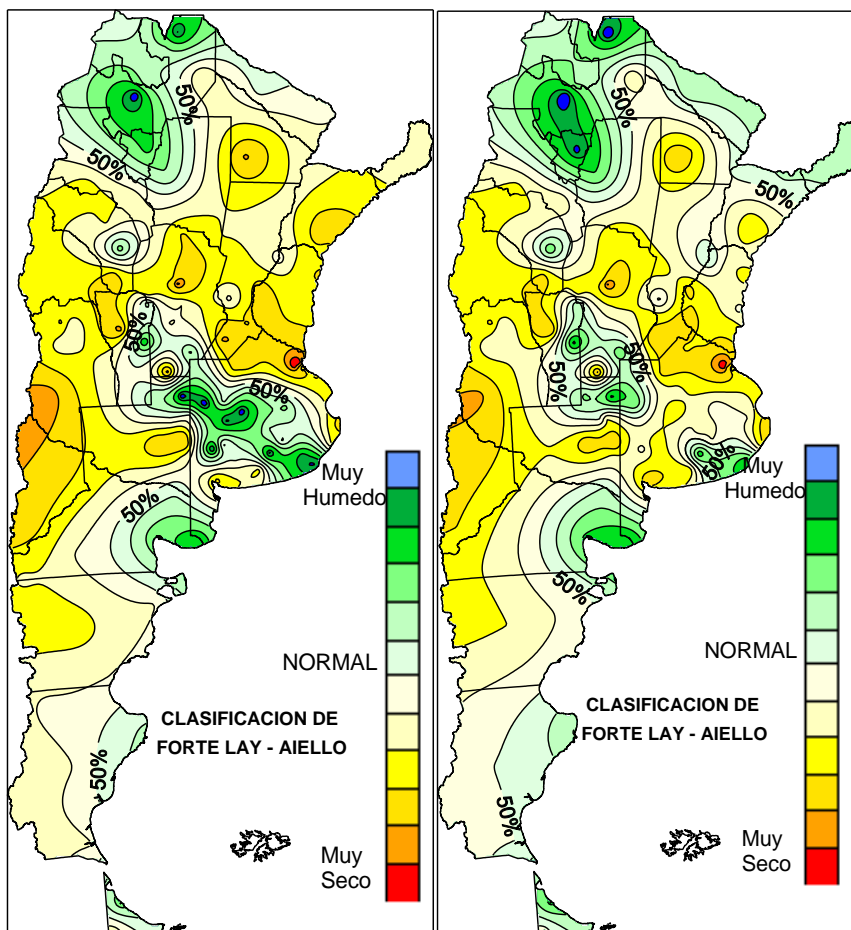 50%
50%
50%
50%
50%
50%
Muy
Humedo
NORMAL
CLASIFICACION DE
FORTE LAY - AIELLO
Muy
Seco
50%
50%
50%
50%
50%
50%
50%
Muy
Humedo
NORMAL
CLASIFICACION DE
FORTE LAY - AIELLO
Muy
Seco